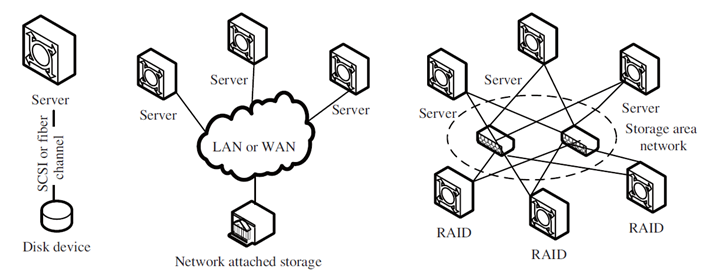 Server
SCSI or fiber
channel
Disk device
Server
Server
Server
LAN or WAN
Network attached storage
Server
Server
Server
Storage area
network
RAID
RAID
RAID